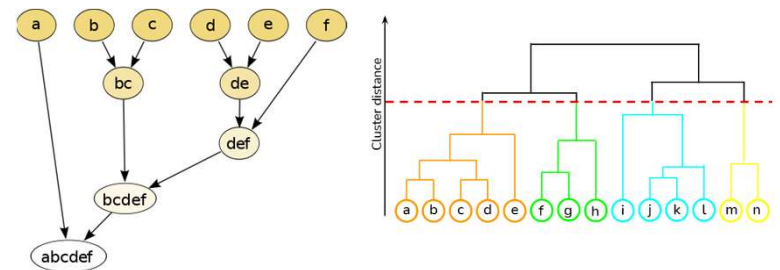 a b c d e f
bc de
def
bcdef
abcdef
Cluster distance
a b c d e f g h i j k l m n